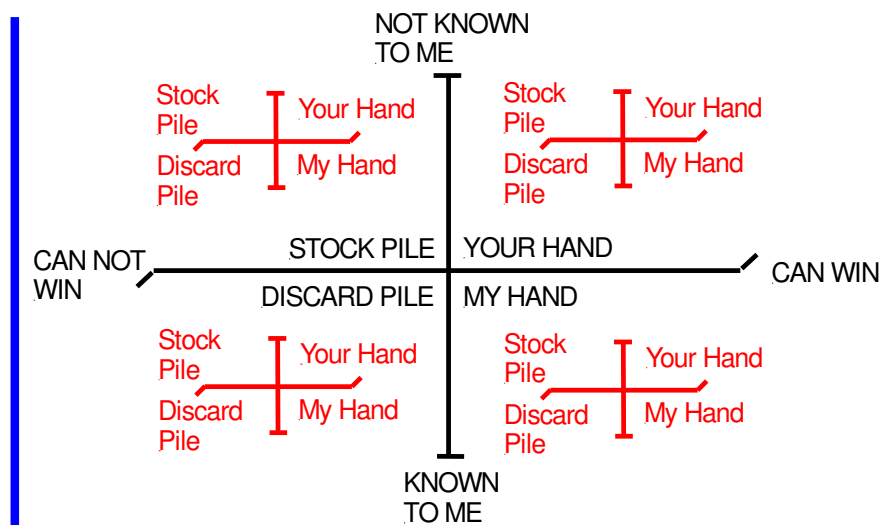 NOT KNOWN
TO ME
Stock
Pile
Your Hand
Discard
Pile
My Hand
Stock
Pile
Your Hand
Discard
Pile
My Hand
STOCK PILE
YOUR HAND
CAN NOT
WIN
CAN WIN
DISCARD PILE
MY HAND
Stock
Pile
Your Hand
Discard
Pile
My Hand
Stock
Pile
Your Hand
Discard
Pile
My Hand
KNOWN
TO ME